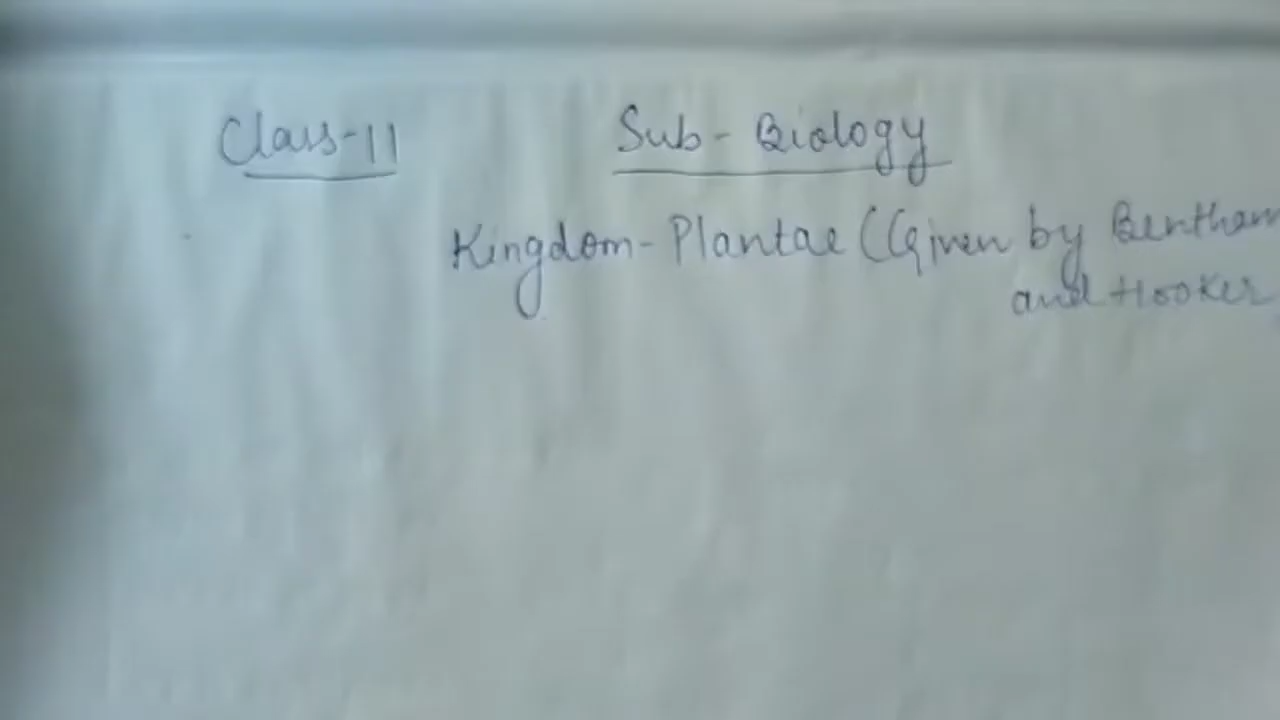 Class-11 Sub-Biology
Kingdom-Plantae (Given by Bentham
and Hooker